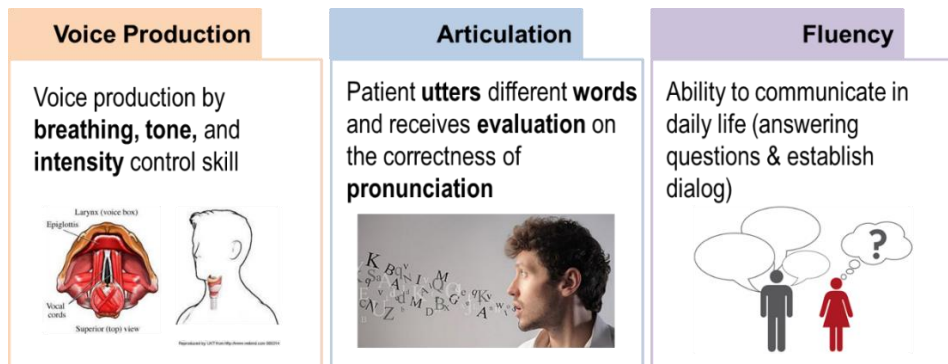 Voice Production
Voice production by
breathing, tone, and
intensity control skill
Larynx (voice box)
Epiglottis
Vocal
cords
Superior (top) view
Articulation
Patient utters different words
and receives evaluation on
the correctness of
pronunciation
Fluency
Ability to communicate in
daily life (answering
questions & establish
dialog)
?